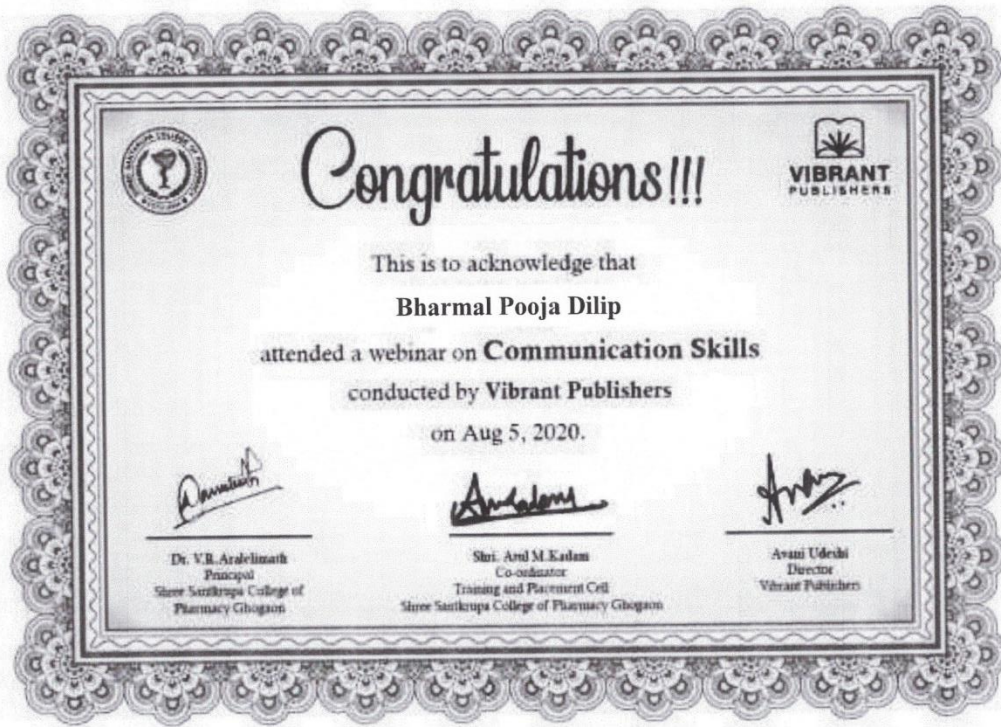 Congratulations!!!
VIBRANT
PUBLISHERS
This is to acknowledge that
Bharmal Pooja Dilip
attended a webinar on Communication Skills
conducted by Vibrant Publishers
on Aug 5, 2020.
Dr. V.R. Aralelimath
Principal
Shree Santkrupa College of
Pharmacy Ghogaon
Shri. Amul M. Kadam
Co-ordinator
Training and Placement Cell
Shree Santkrupa College of Pharmacy Ghogaon
Avani Udeshi
Director
Vibrant Publishers